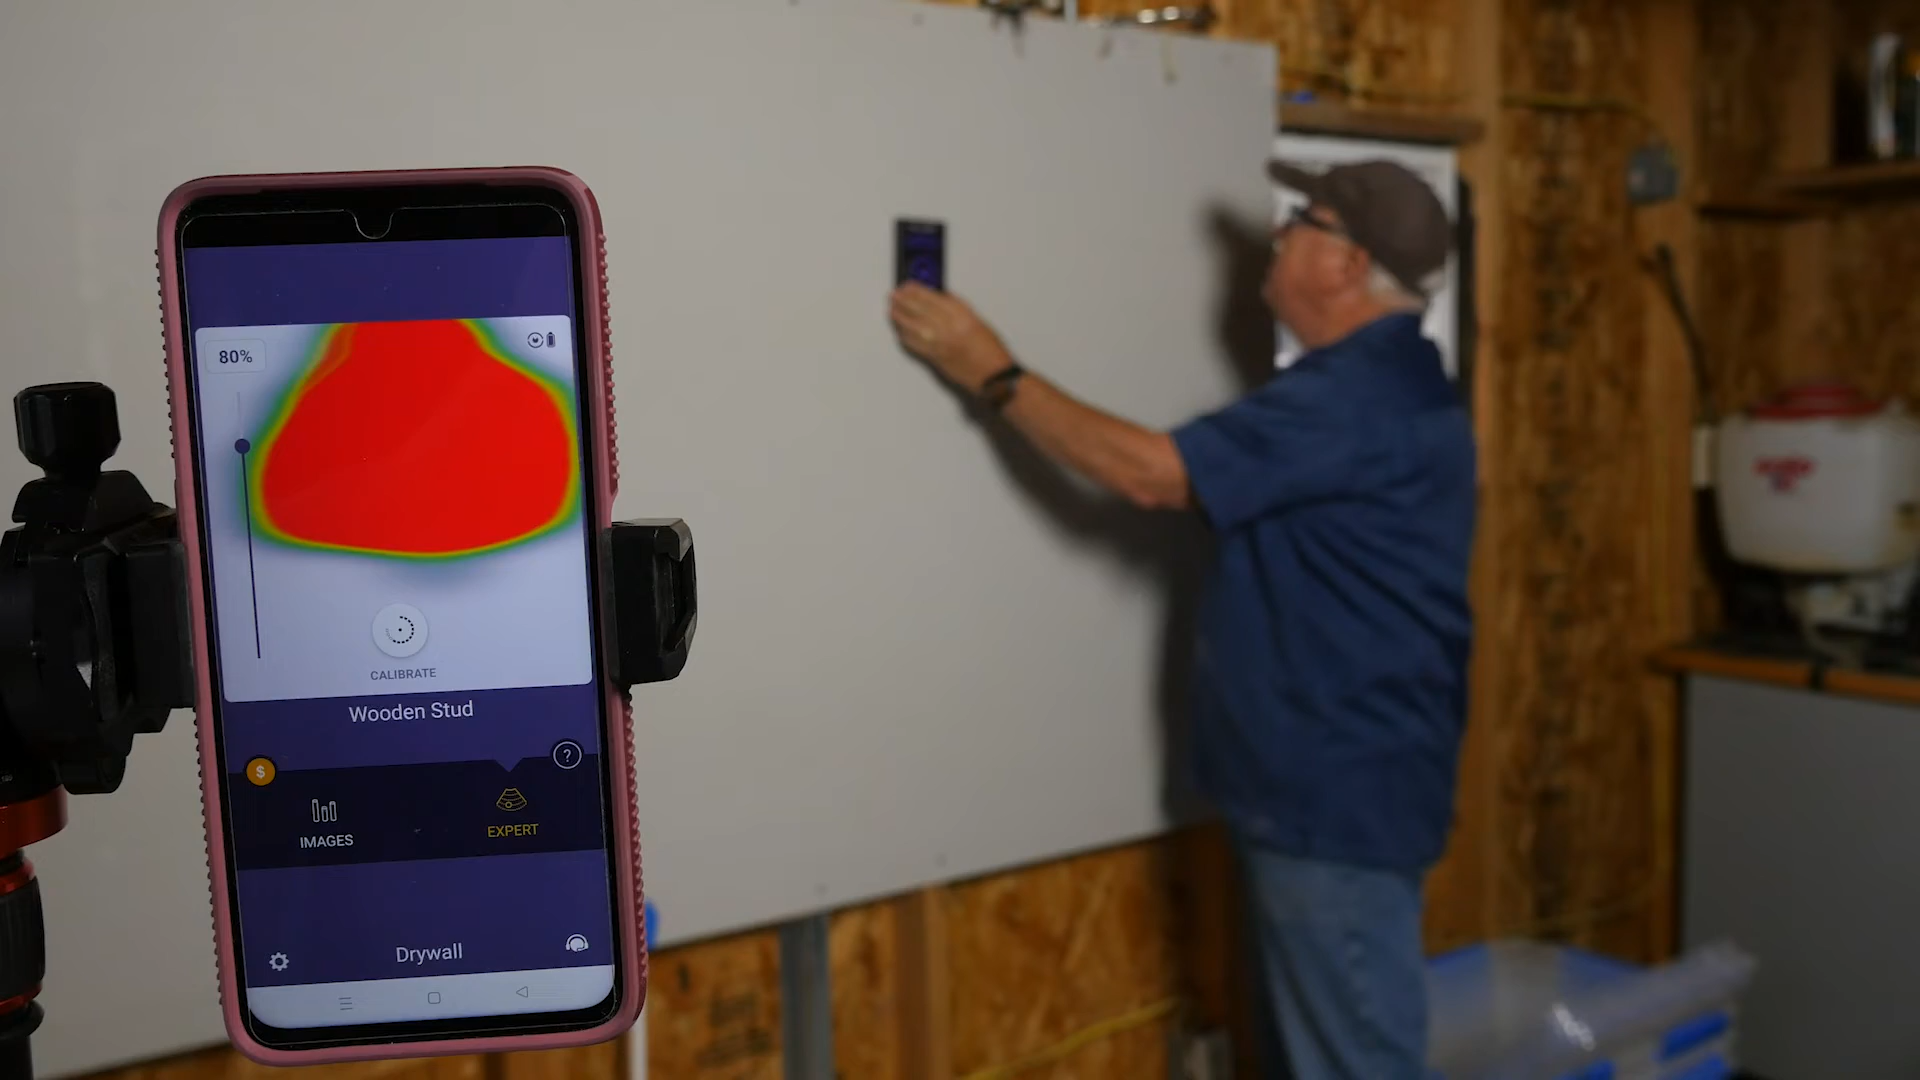 80%
CALIBRATE
Wooden Stud
$
?
IMAGES
EXPERT
Drywall